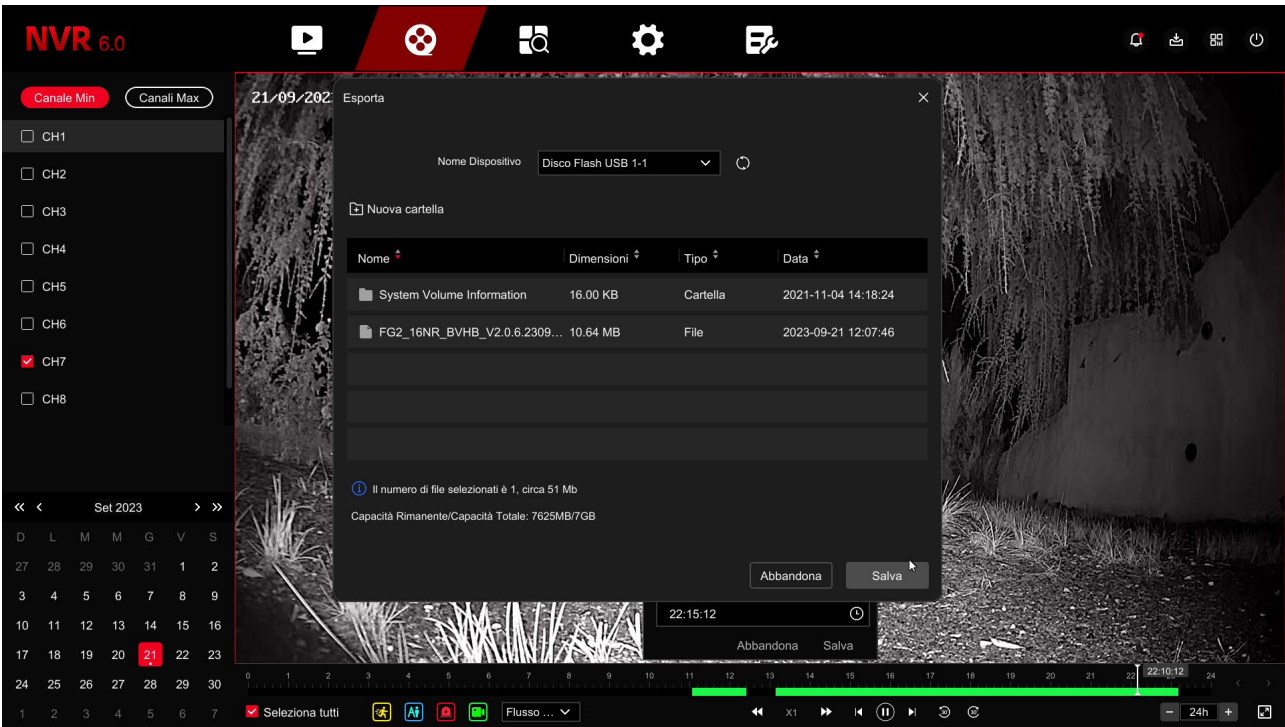 NVR 6.0
Canale Min Canali Max
CH1
CH2
CH3
CH4
CH5
CH6
CH7
CH8
Set 2023
D L M M G V S
27 28 29 30 31 1 2
3 4 5 6 7 8 9
10 11 12 13 14 15 16
17 18 19 20 21 22 23
24 25 26 27 28 29 30
1 2 3 4 5 6 7
21/09/202
Esporta
Nome Dispositivo Disco Flash USB 1-1
Nuova cartella
Nome Dimensioni Tipo Data
System Volume Information 16.00 KB Cartella 2021-11-04 14:18:24
FG2_16NR_BVHB_V2.0.6.2309... 10.64 MB File 2023-09-21 12:07:46
Il numero di file selezionati è 1, circa 51 Mb
Capacità Rimanente/Capacità Totale: 7625MB/7GB
Abbandona Salva
22:15:12
Abbandona Salva
22:10:12
0 1 2 3 4 5 6 7 8 9 10 11 12 13 14 15 16 17 18 19 20 21 22 24
Seleziona tutti Flusso ... X1 30 30 24h